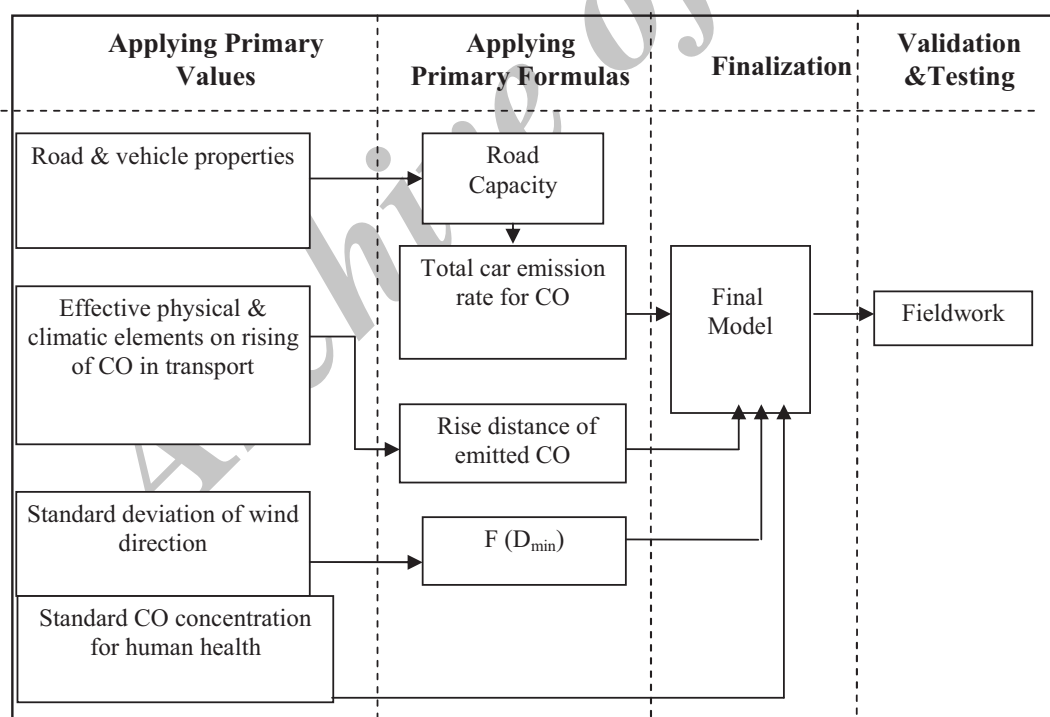 Applying Primary
Values
Applying
Primary Formulas
Finalization
Validation
&Testing
Road & vehicle properties
Road
Capacity
Total car emission
rate for CO
Effective physical &
climatic elements on rising
of CO in transport
Final
Model
Fieldwork
Rise distance of
emitted CO
Standard deviation of wind
direction
F (Dmin)
Standard CO concentration
for human health
Archive of